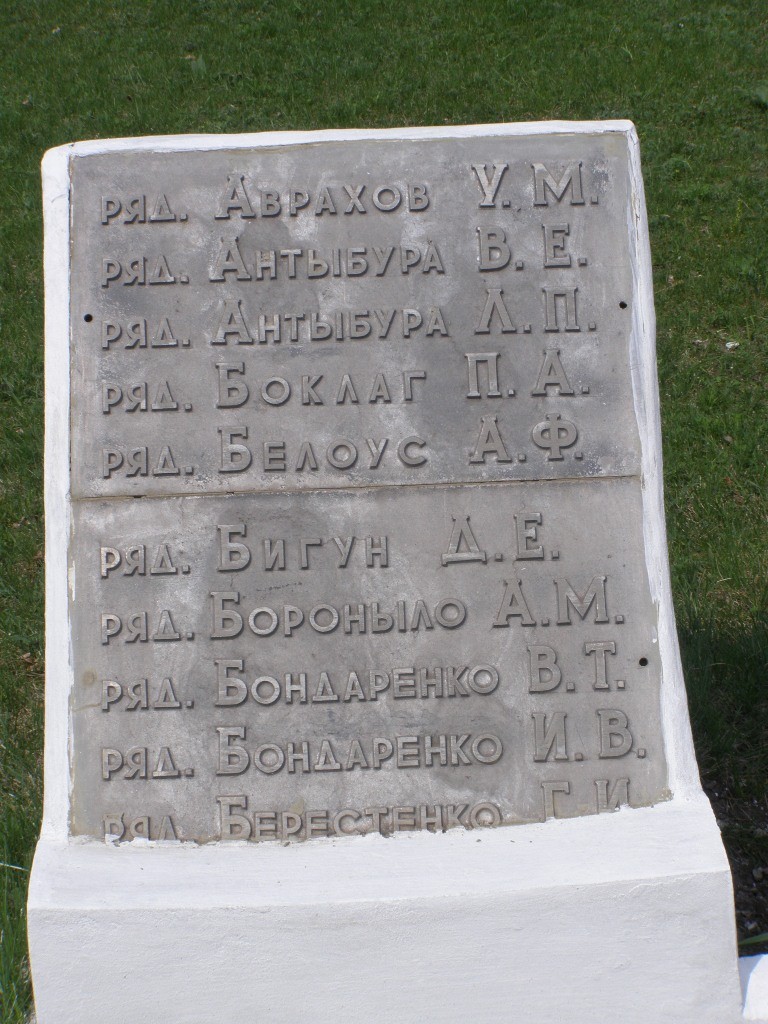 ряд. Аврахов У. М.
ряд. Антыбура В. Е.
ряд. Антыбура Л. П.
ряд. Боклаг П. А.
ряд. Белоус А. Ф.
ряд. Бигун Д. Е.
ряд. Бороныло А. М.
ряд. Бондаренко В. Т.
ряд. Бондаренко И. В.
ряд. Берестенко Г. И